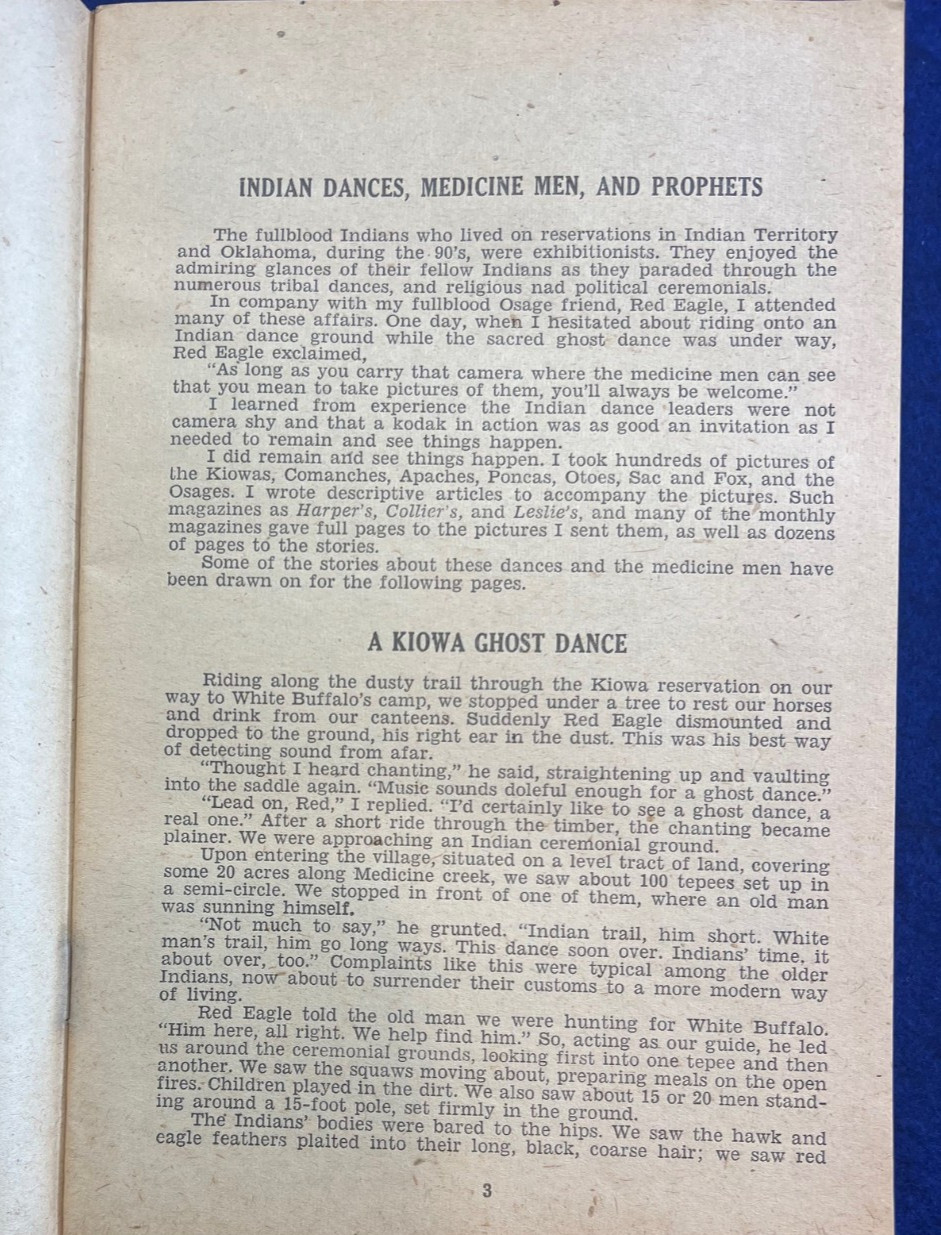 INDIAN DANCES, MEDICINE MEN, AND PROPHETS
The fullblood Indians who lived on reservations in Indian Territory
and Oklahoma, during the 90's, were exhibitionists. They enjoyed the
admiring glances of their fellow Indians as they paraded through the
numerous tribal dances, and religious nad political ceremonials.
In company with my fullblood Osage friend, Red Eagle, I attended
many of these affairs. One day, when I hesitated about riding onto an
Indian dance ground while the sacred ghost dance was under way,
Red Eagle exclaimed,
"As long as you carry that camera where the medicine men can see
that you mean to take pictures of them, you'll always be welcome."
I learned from experience the Indian dance leaders were not
camera shy and that a kodak in action was as good an invitation as I
needed to remain and see things happen.
I did remain and see things happen. I took hundreds of pictures of
the Kiowas, Comanches, Apaches, Poncas, Otoes, Sac and Fox, and the
Osages. I wrote descriptive articles to accompany the pictures. Such
magazines as Harper's, Collier's, and Leslie's, and many of the monthly
magazines gave full pages to the pictures I sent them, as well as dozens
of pages to the stories.
Some of the stories about these dances and the medicine men have
been drawn on for the following pages.
A KIOWA GHOST DANCE
Riding along the dusty trail through the Kiowa reservation on our
way to White Buffalo's camp, we stopped under a tree to rest our horses
and drink from our canteens. Suddenly Red Eagle dismounted and
dropped to the ground, his right ear in the dust. This was his best way
of detecting sound from afar.
"Thought I heard chanting," he said, straightening up and vaulting
into the saddle again. "Music sounds doleful enough for a ghost dance."
"Lead on, Red," I replied. "I'd certainly like to see a ghost dance, a
real one." After a short ride through the timber, the chanting became
plainer. We were approaching an Indian ceremonial ground.
Upon entering the village, situated on a level tract of land, covering
some 20 acres along Medicine creek, we saw about 100 tepees set up in
a semi-circle. We stopped in front of one of them, where an old man
was sunning himself.
"Not much to say," he grunted. "Indian trail, him short. White
man's trail, him go long ways. This dance soon over. Indians' time, it
about over, too." Complaints like this were typical among the older
Indians, now about to surrender their customs to a more modern way
of living.
Red Eagle told the old man we were hunting for White Buffalo.
"Him here, all right. We help find him." So, acting as our guide, he led
us around the ceremonial grounds, looking first into one tepee and then
another. We saw the squaws moving about, preparing meals on the open
fires. Children played in the dirt. We also saw about 15 or 20 men stand-
ing around a 15-foot pole, set firmly in the ground.
The Indians' bodies were bared to the hips. We saw the hawk and
eagle feathers plaited into their long, black, coarse hair; we saw red
3